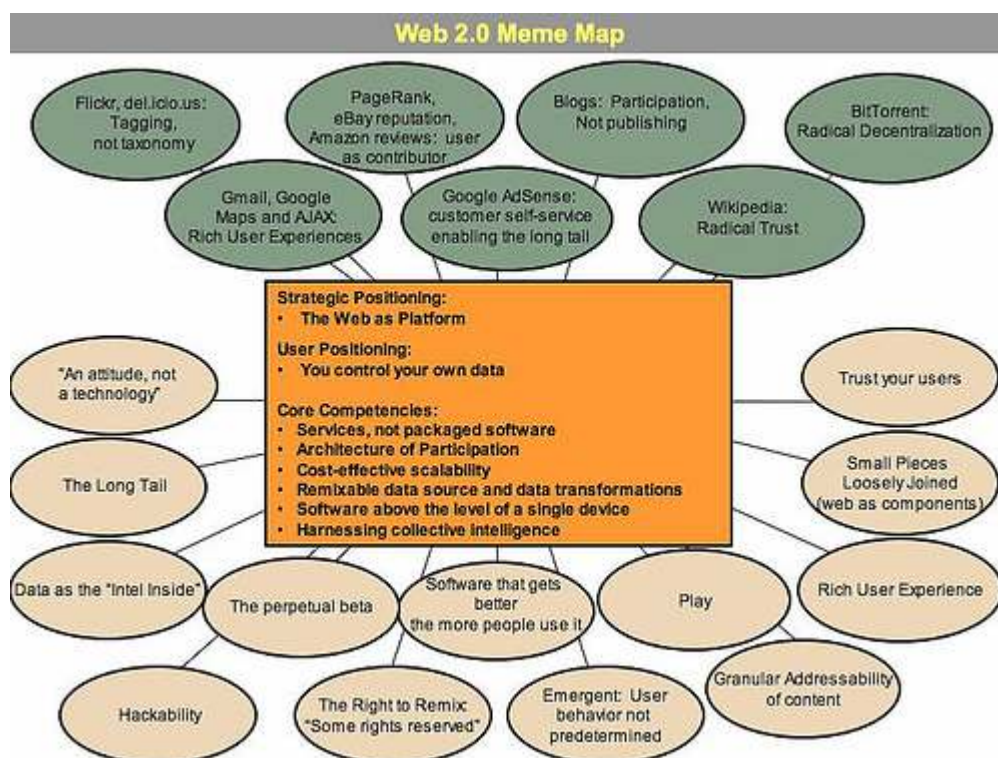 Web 2.0 Meme Map
Flickr, del.icio.us:
Tagging,
not taxonomy
PageRank,
eBay reputation,
Amazon reviews: user
as contributor
Blogs: Participation,
Not publishing
BitTorrent:
Radical Decentralization
Gmail, Google
Maps and AJAX:
Rich User Experiences
Google AdSense:
customer self-service
enabling the long tail
Wikipedia:
Radical Trust
Strategic Positioning:
• The Web as Platform
User Positioning:
• You control your own data
Core Competencies:
• Services, not packaged software
• Architecture of Participation
• Cost-effective scalability
• Remixable data source and data transformations
• Software above the level of a single device
• Harnessing collective intelligence
"An attitude, not
a technology"
Trust your users
The Long Tail
Small Pieces
Loosely Joined
(web as components)
Data as the "Intel Inside"
The perpetual beta
Software that gets
better
the more people use it
Play
Rich User Experience
Hackability
The Right to Remix:
"Some rights reserved"
Emergent: User
behavior not
predetermined
Granular Addressability
of content